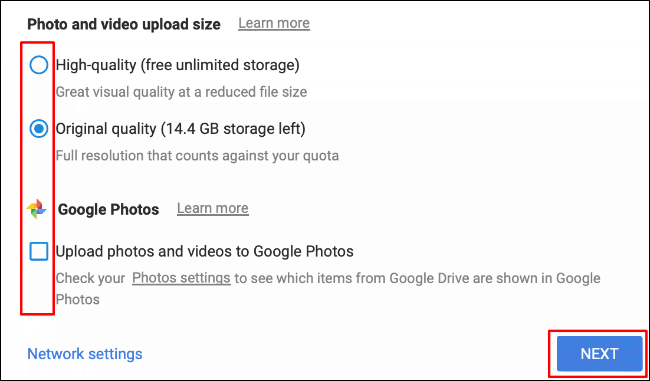 Photo and video upload size Learn more
High-quality (free unlimited storage)
Great visual quality at a reduced file size
Original quality (14.4 GB storage left)
Full resolution that counts against your quota
Google Photos Learn more
Upload photos and videos to Google Photos
Check your Photos settings to see which items from Google Drive are shown in Google
Photos
Network settings NEXT